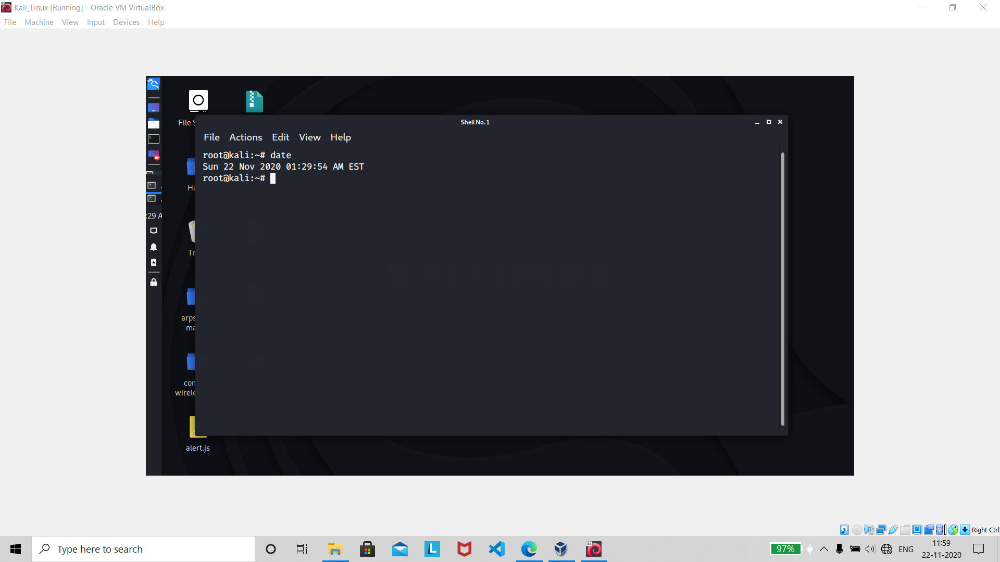 Kali_Linux [Running] - Oracle VM VirtualBox
File Machine View Input Devices Help
File S
Shell No. 1
File Actions Edit View Help
root@kali:~# date
Sun 22 Nov 2020 01:29:54 AM EST
root@kali:~#
Ho
:29 A
Tr
arps
ma
con
wirele
alert.js
Right Ctrl
Type here to search
97%
ENG
11:59
22-11-2020